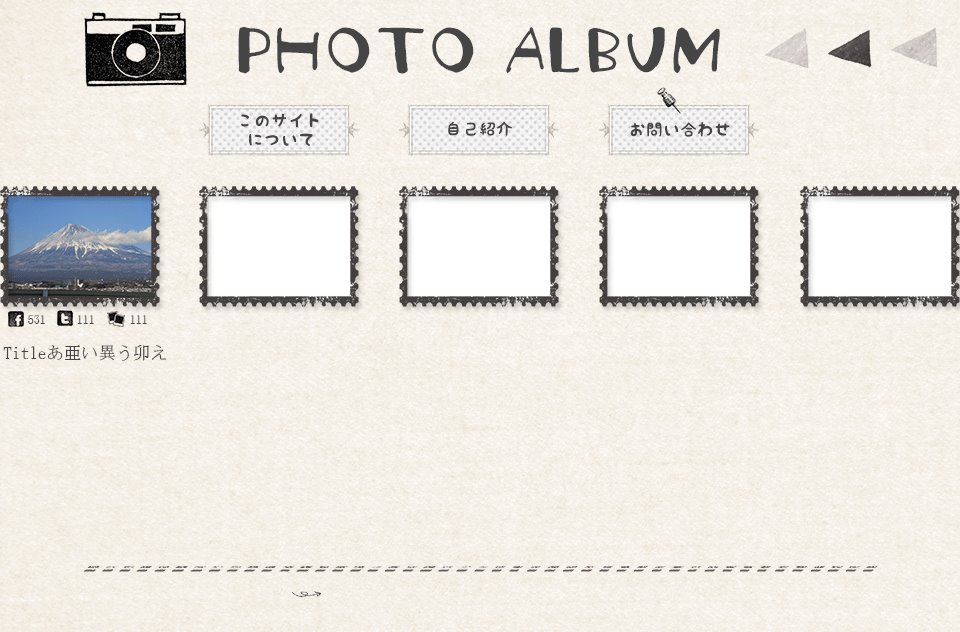 PHOTO ALBUM
このサイト
について
自己紹介
お問い合わせ
531 111 111
Titleあ亜い異う卯え